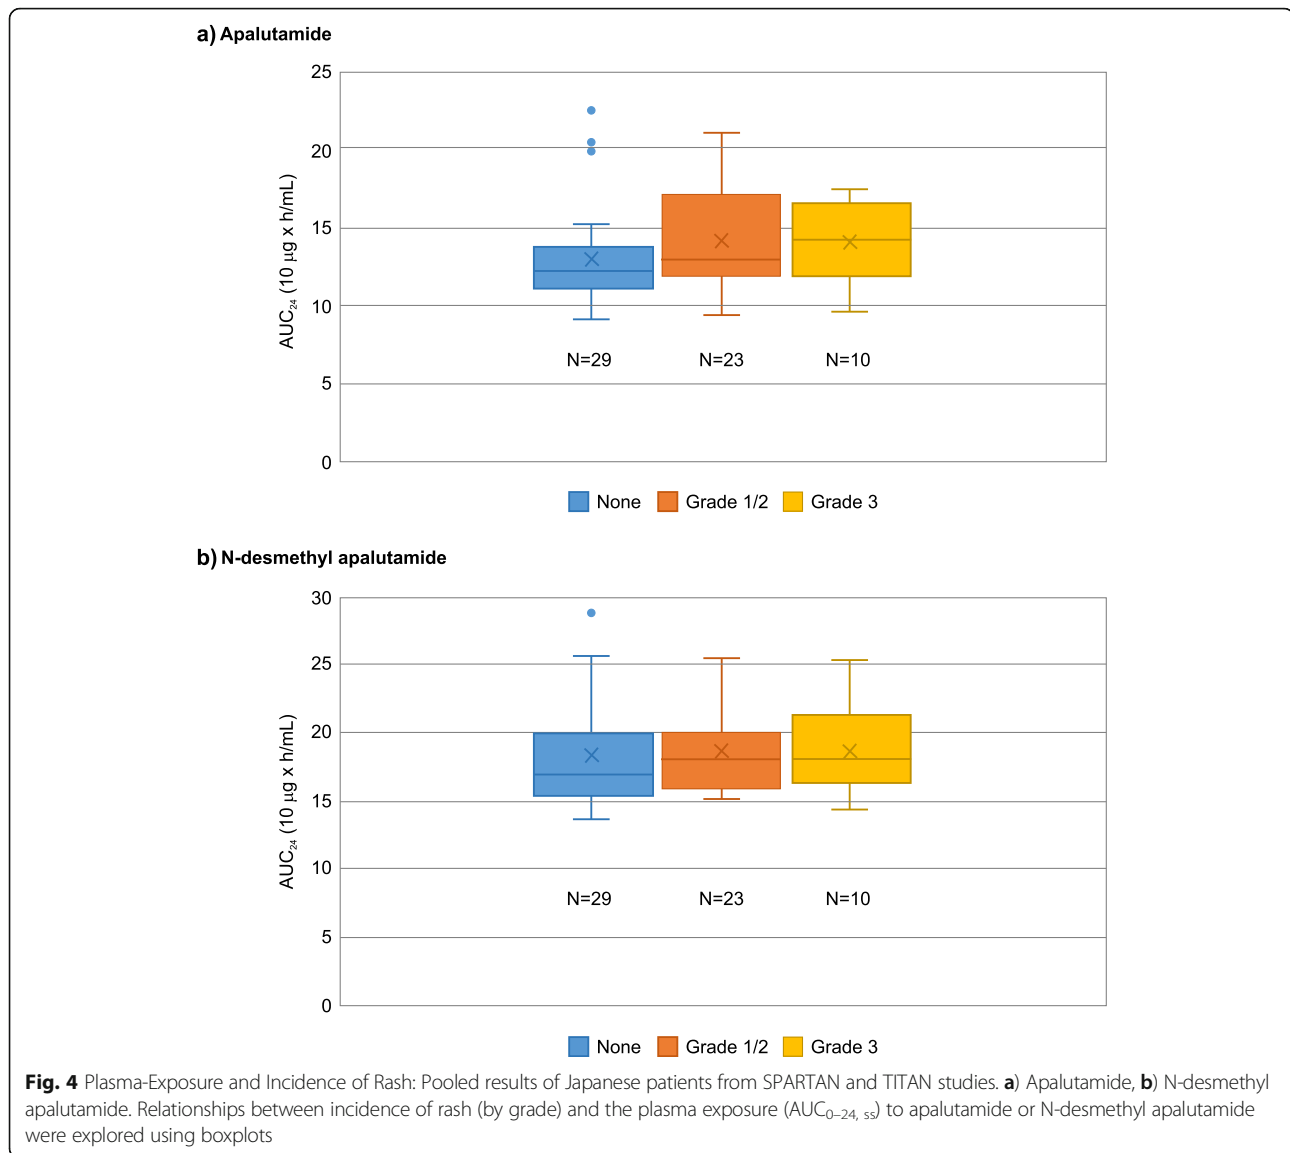 a) Apalutamide
25
20
15
10
5
0
AUC24 (10 µg x h/mL)
N=29 N=23 N=10
None Grade 1/2 Grade 3
b) N-desmethyl apalutamide
30
25
20
15
10
5
0
AUC24 (10 µg x h/mL)
N=29 N=23 N=10
None Grade 1/2 Grade 3
Fig. 4 Plasma-Exposure and Incidence of Rash: Pooled results of Japanese patients from SPARTAN and TITAN studies. a) Apalutamide, b) N-desmethyl
apalutamide. Relationships between incidence of rash (by grade) and the plasma exposure (AUC0–24, ss) to apalutamide or N-desmethyl apalutamide
were explored using boxplots